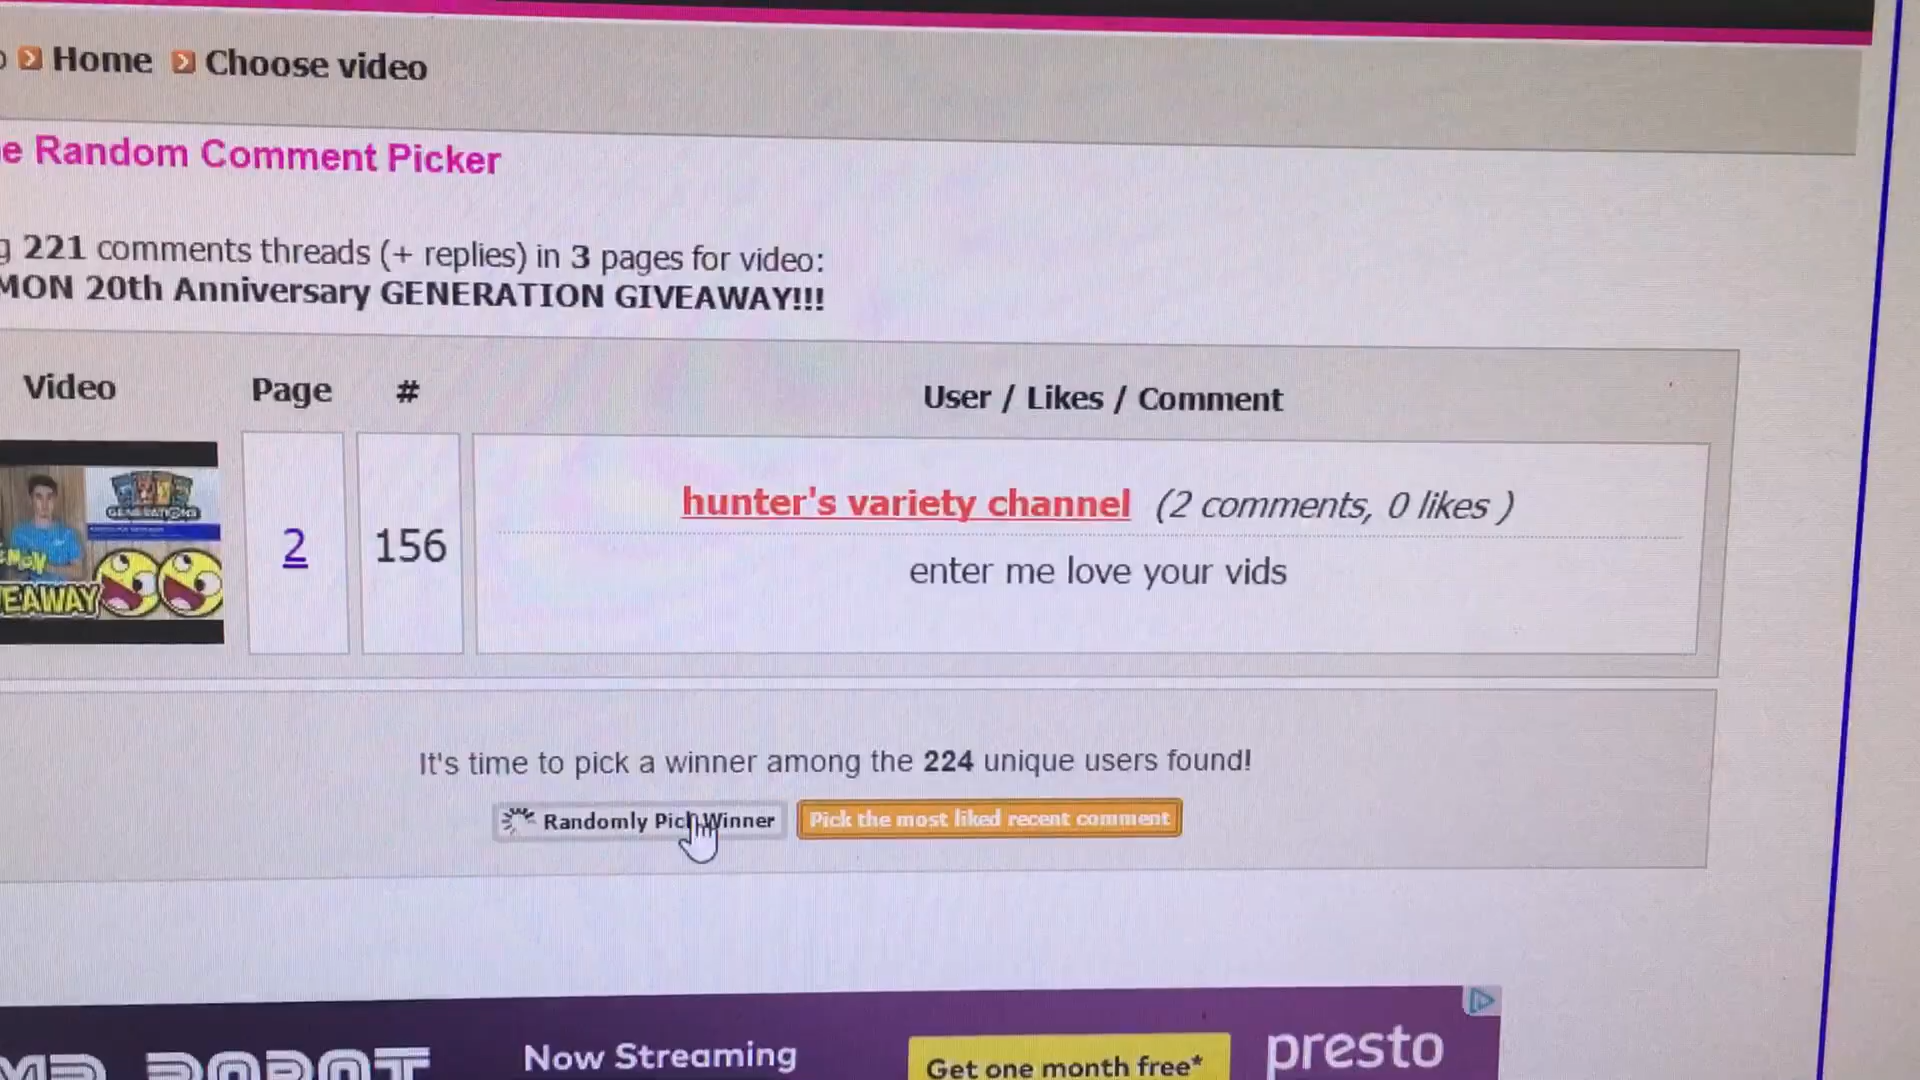 Home Choose video
Random Comment Picker
221 comments threads (+ replies) in 3 pages for video:
20th Anniversary GENERATION GIVEAWAY!!!
Video Page # User / Likes / Comment
GENERATIONS
hunter's variety channel (2 comments, 0 likes )
2 156
enter me love your vids
It's time to pick a winner among the 224 unique users found!
Randomly Pick Winner Pick the most liked recent comment
Now Streaming Get one month free* presto
ROBOT